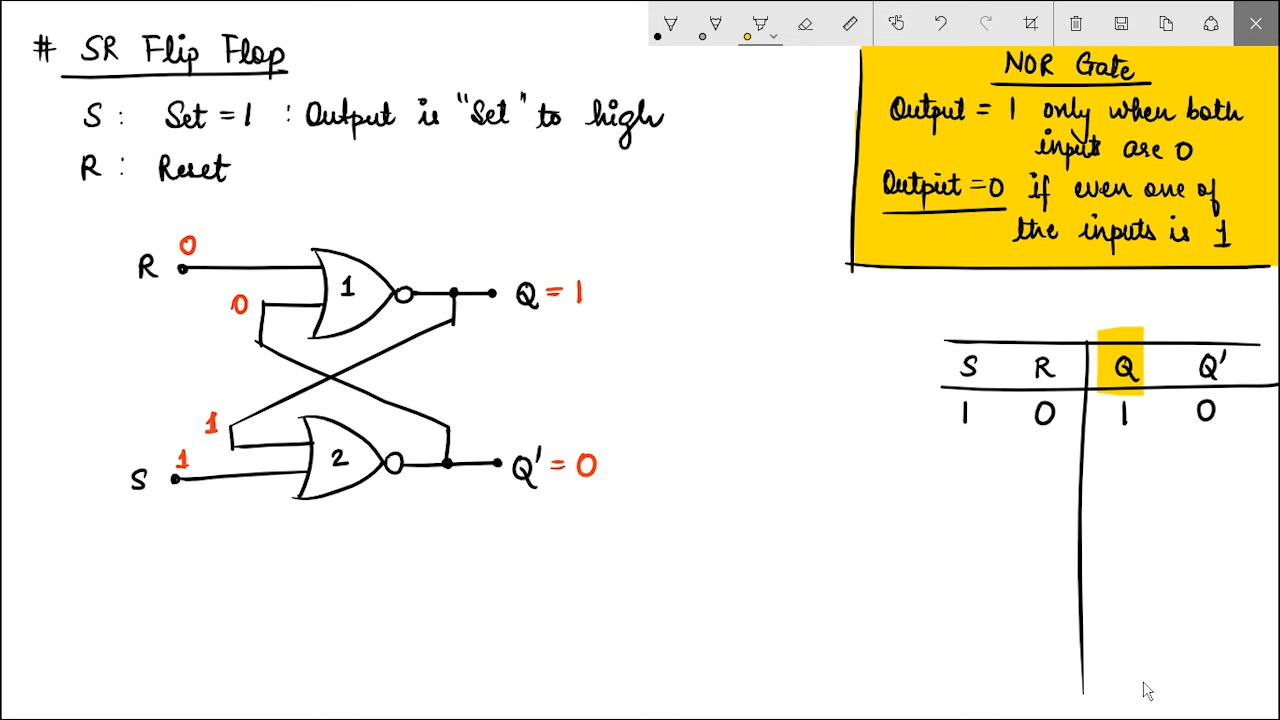 # SR Flip Flop
S : Set = 1 : Output is "Set" to high
R : Reset
NOR Gate
Output = 1 only when both
inputs are 0
Output = 0 if even one of
the inputs is 1
R 0
0
1
Q = 1
1
S 1
2
Q' = 0
S R Q Q'
1 0 1 0